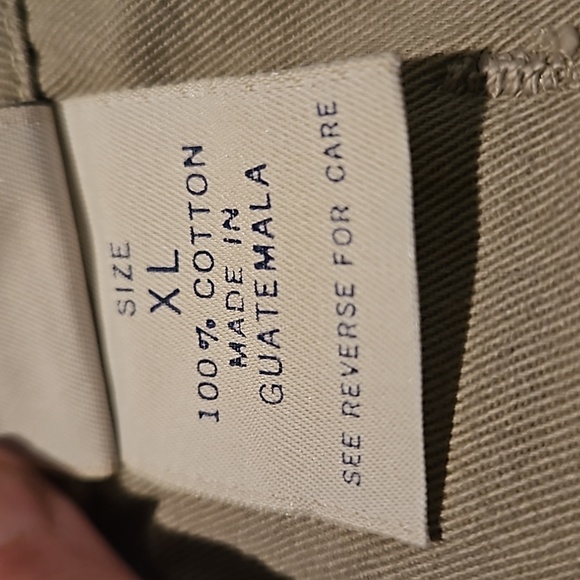 SIZE
XL
100% COTTON
MADE IN
GUATEMALA
SEE REVERSE FOR CARE